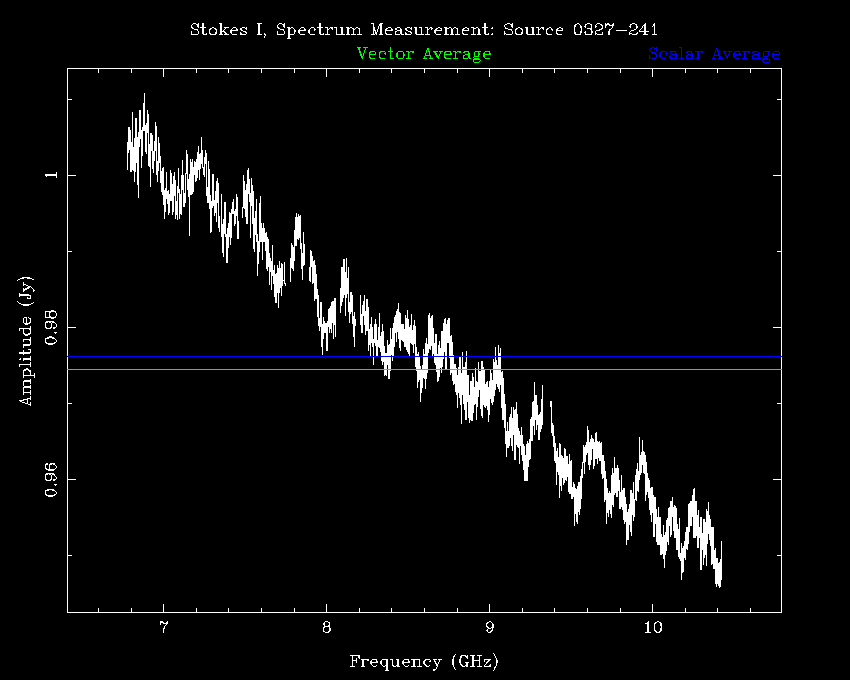 Stokes I, Spectrum Measurement: Source 0327-241
Vector Average Scalar Average
1
0.98
0.96
Amplitude (Jy)
7 8 9 10
Frequency (GHz)